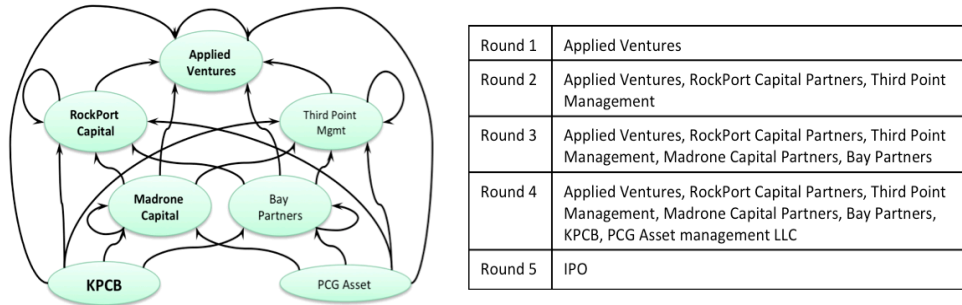 Applied
Ventures
RockPort
Capital
Third Point
Mgmt
Madrone
Capital
Bay
Partners
KPCB
PCG Asset
Round 1 Applied Ventures
Round 2 Applied Ventures, RockPort Capital Partners, Third Point
Management
Round 3 Applied Ventures, RockPort Capital Partners, Third Point
Management, Madrone Capital Partners, Bay Partners
Round 4 Applied Ventures, RockPort Capital Partners, Third Point
Management, Madrone Capital Partners, Bay Partners,
KPCB, PCG Asset management LLC
Round 5 IPO